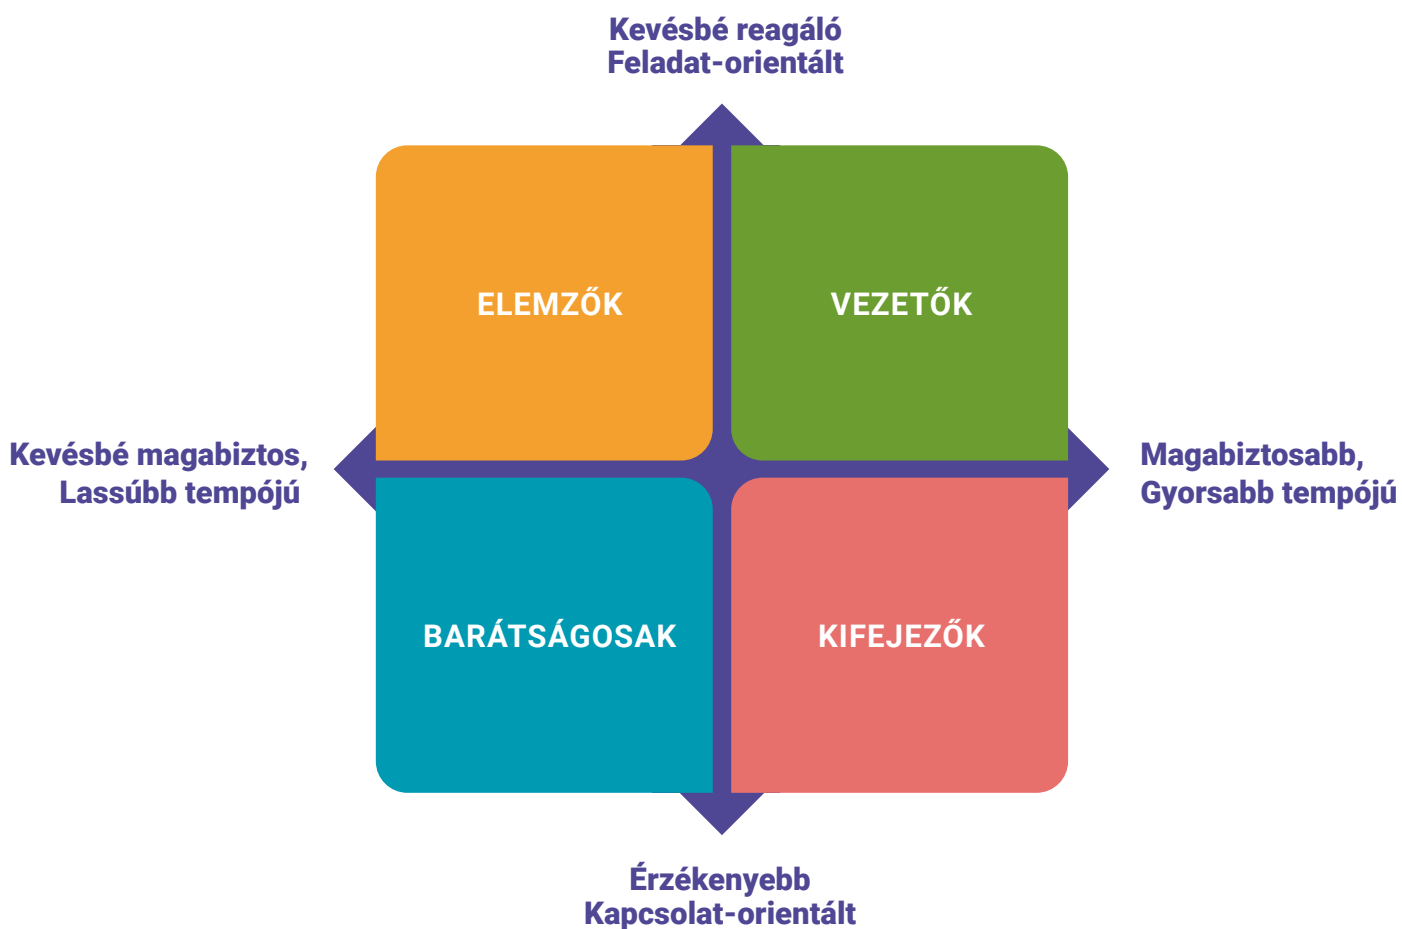 Kevésbé reagáló
Feladat-orientált
ELEMZŐK
VEZETŐK
Kevésbé magabiztos,
Lassúbb tempójú
Magabiztosabb,
Gyorsabb tempójú
BARÁTSÁGOSAK
KIFEJEZŐK
Érzékenyebb
Kapcsolat-orientált